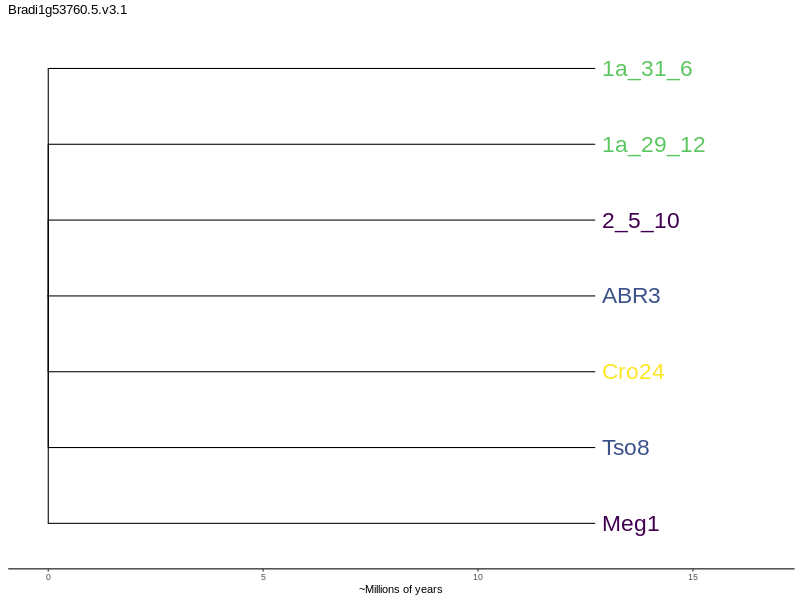 Bradi1g53760.5.v3.1
1a_31_6
1a_29_12
2_5_10
ABR3
Cro24
Tso8
Meg1
0 5 10 15
~Millions of years